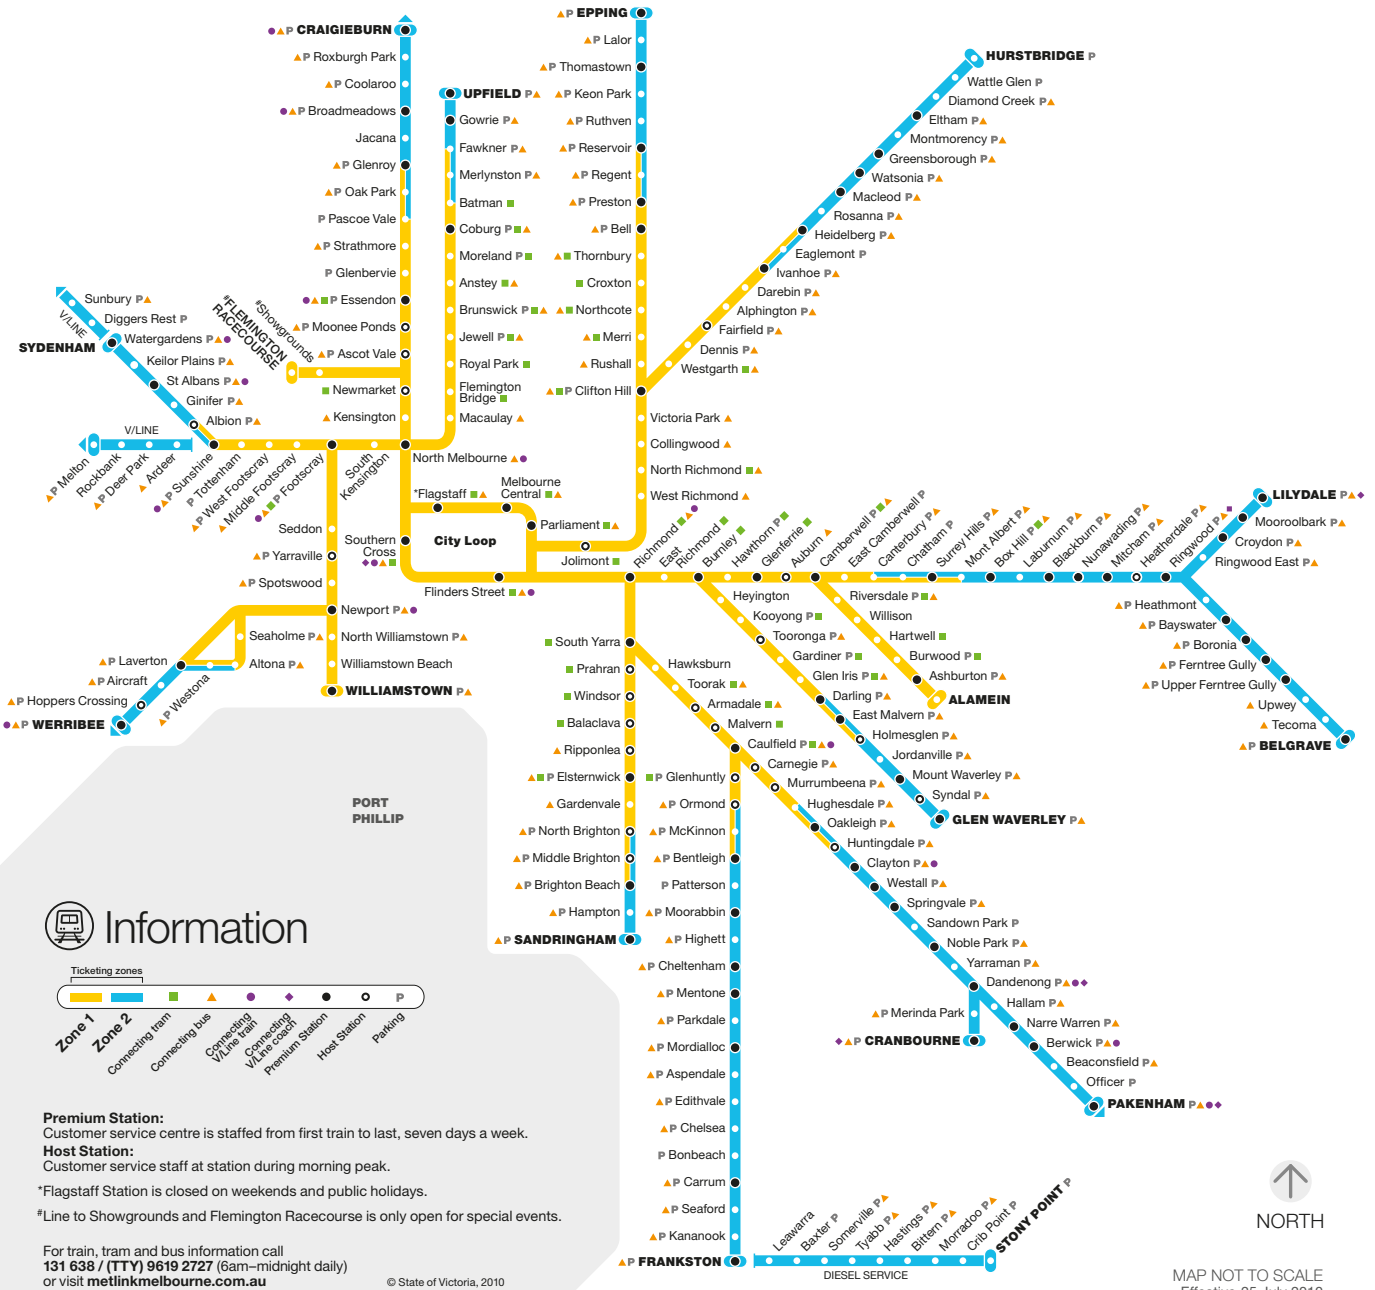 P CRAIGIEBURN
P Roxburgh Park
P Coolaroo
P Broadmeadows
Jacana
P Glenroy
P Oak Park
P Pascoe Vale
P Strathmore
P Glenbervie
P Essendon
P Moonee Ponds
P Ascot Vale
Newmarket
Kensington
North Melbourne
#FLEMINGTON
RACECOURSE
#Showgrounds
UPFIELD P
Gowrie P
Fawkner P
Merlynston P
Batman
Coburg P
Moreland P
Anstey
Brunswick P
Jewell P
Royal Park
Flemington
Bridge
Macaulay
P EPPING
P Lalor
P Thomastown
P Keon Park
P Ruthven
P Reservoir
P Regent
P Preston
P Bell
Thornbury
Croxton
Northcote
Merri
Rushall
P Clifton Hill
Victoria Park
Collingwood
North Richmond
West Richmond
HURSTBRIDGE P
Wattle Glen P
Diamond Creek P
Eltham P
Montmorency P
Greensborough P
Watsonia P
Macleod P
Rosanna P
Heidelberg P
Eaglemont P
Ivanhoe P
Darebin P
Alphington P
Fairfield P
Dennis P
Westgarth
Sunbury P
V/LINE
Diggers Rest P
SYDENHAM
Watergardens P
Keilor Plains P
St Albans P
Ginifer P
Albion P
V/LINE
P Melton
Rockbank
P Deer Park
Ardeer
P Sunshine
P Tottenham
P West Footscray
Middle Footscray
P Footscray
South
Kensington
Seddon
P Yarraville
P Spotswood
Newport P
North Williamstown P
Williamstown Beach
WILLIAMSTOWN P
Seaholme P
Altona P
P Westona
P Laverton
P Aircraft
P Hoppers Crossing
P WERRIBEE
*Flagstaff
Melbourne
Central
Parliament
City Loop
Southern
Cross
Flinders Street
Jolimont
Richmond
East
Richmond
Burnley
Hawthorn P
Glenferrie
Auburn
Camberwell P
East Camberwell P
Canterbury P
Chatham P
Surrey Hills P
Mont Albert P
Box Hill P
Laburnum P
Blackburn P
Nunawading P
Mitcham P
Heatherdale P
Ringwood P
LILYDALE P
Mooroolbark P
Croydon P
Ringwood East P
P Heathmont
P Bayswater
P Boronia
P Ferntree Gully
P Upper Ferntree Gully
Upwey
Tecoma
P BELGRAVE
Riversdale P
Willison
Hartwell
Burwood P
Ashburton P
ALAMEIN
Heyington
Kooyong P
Tooronga P
Gardiner P
Glen Iris P
Darling P
East Malvern P
Holmesglen P
Jordanville P
Mount Waverley P
Syndal P
GLEN WAVERLEY P
South Yarra
Prahran
Windsor
Balaclava
Ripponlea
P Elsternwick
Gardenvale
P North Brighton
P Middle Brighton
P Brighton Beach
P Hampton
P SANDRINGHAM
Hawksburn
Toorak
Armadale
Malvern
Caulfield P
Carnegie P
Murrumbeena P
Hughesdale P
Oakleigh P
Huntingdale P
Clayton P
Westall P
Springvale P
Sandown Park P
Noble Park P
Yarraman P
Dandenong P
Hallam P
Narre Warren P
Berwick P
Beaconsfield P
Officer P
PAKENHAM P
P Merinda Park
P CRANBOURNE
P Glenhuntly
P Ormond
P McKinnon
P Bentleigh
P Patterson
P Moorabbin
P Highett
P Cheltenham
P Mentone
P Parkdale
P Mordialloc
P Aspendale
P Edithvale
P Chelsea
P Bonbeach
P Carrum
P Seaford
P Kananook
P FRANKSTON
Leawarra
Baxter P
Somerville P
Tyabb P
Hastings P
Bittern P
Morradoo P
Crib Point P
STONY POINT P
DIESEL SERVICE
PORT
PHILLIP
Information
Ticketing zones
P
Zone 1
Zone 2
Connecting tram
Connecting bus
Connecting
V/Line train
Connecting
V/Line coach
Premium Station
Host Station
Parking
Premium Station:
Customer service centre is staffed from first train to last, seven days a week.
Host Station:
Customer service staff at station during morning peak.
*Flagstaff Station is closed on weekends and public holidays.
#Line to Showgrounds and Flemington Racecourse is only open for special events.
For train, tram and bus information call
131 638 / (TTY) 9619 2727 (6am–midnight daily)
or visit metlinkmelbourne.com.au
© State of Victoria, 2010
NORTH
MAP NOT TO SCALE